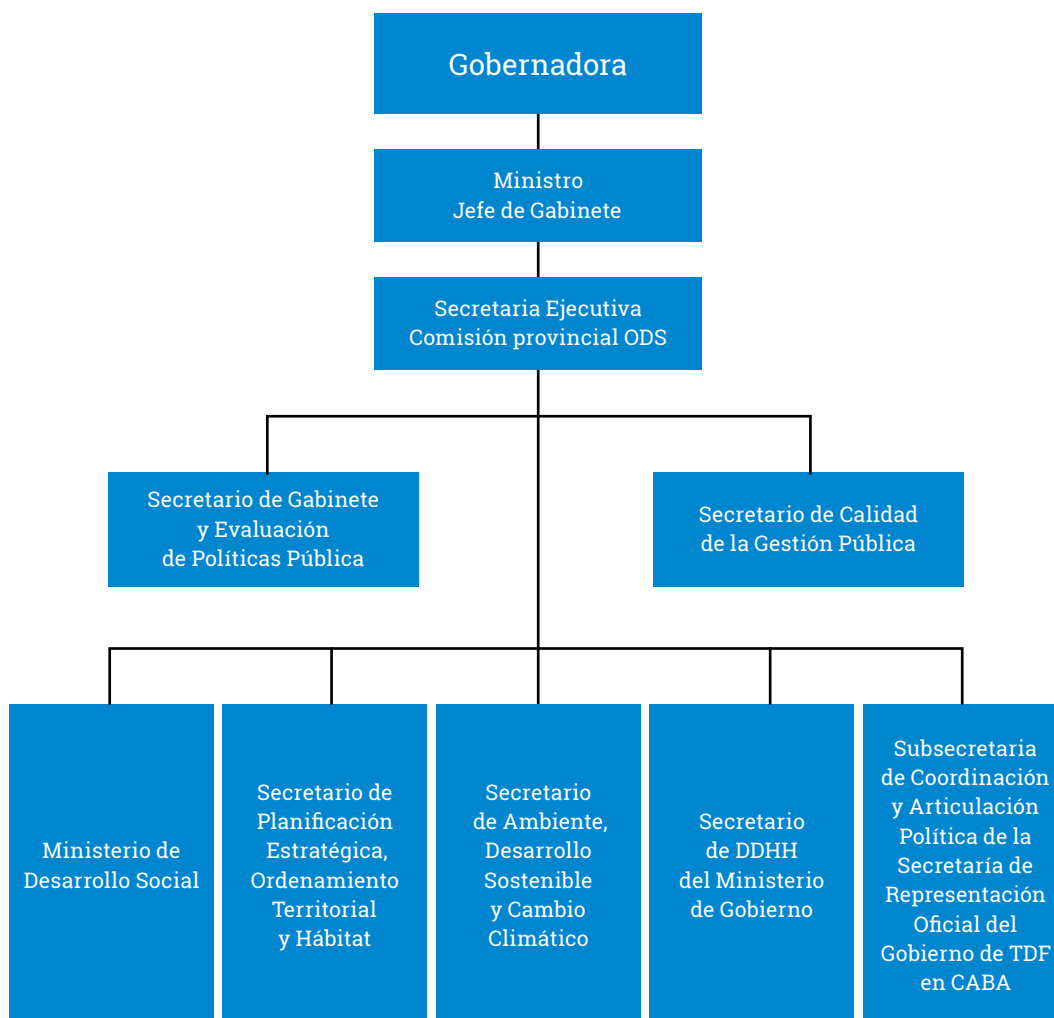 Gobernadora
Ministro
Jefe de Gabinete
Secretaria Ejecutiva
Comisión provincial ODS
Secretario de Gabinete
y Evaluación
de Políticas Pública
Secretario de Calidad
de la Gestión Pública
Ministerio de
Desarrollo Social
Secretario de
Planificación
Estratégica,
Ordenamiento
Territorial
y Hábitat
Secretario
de Ambiente,
Desarrollo
Sostenible
y Cambio
Climático
Secretario
de DDHH
del Ministerio
de Gobierno
Subsecretaria
de Coordinación
y Articulación
Política de la
Secretaría de
Representación
Oficial del
Gobierno de TDF
en CABA